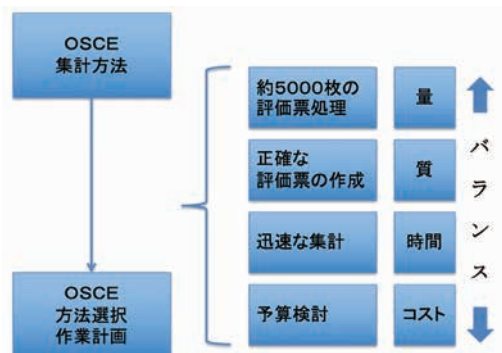 OSCE
集計方法
OSCE
方法選択
作業計画
約5000枚の
評価票処理
量
正確な
評価票の作成
質
迅速な集計
時間
予算検討
コスト
バランス